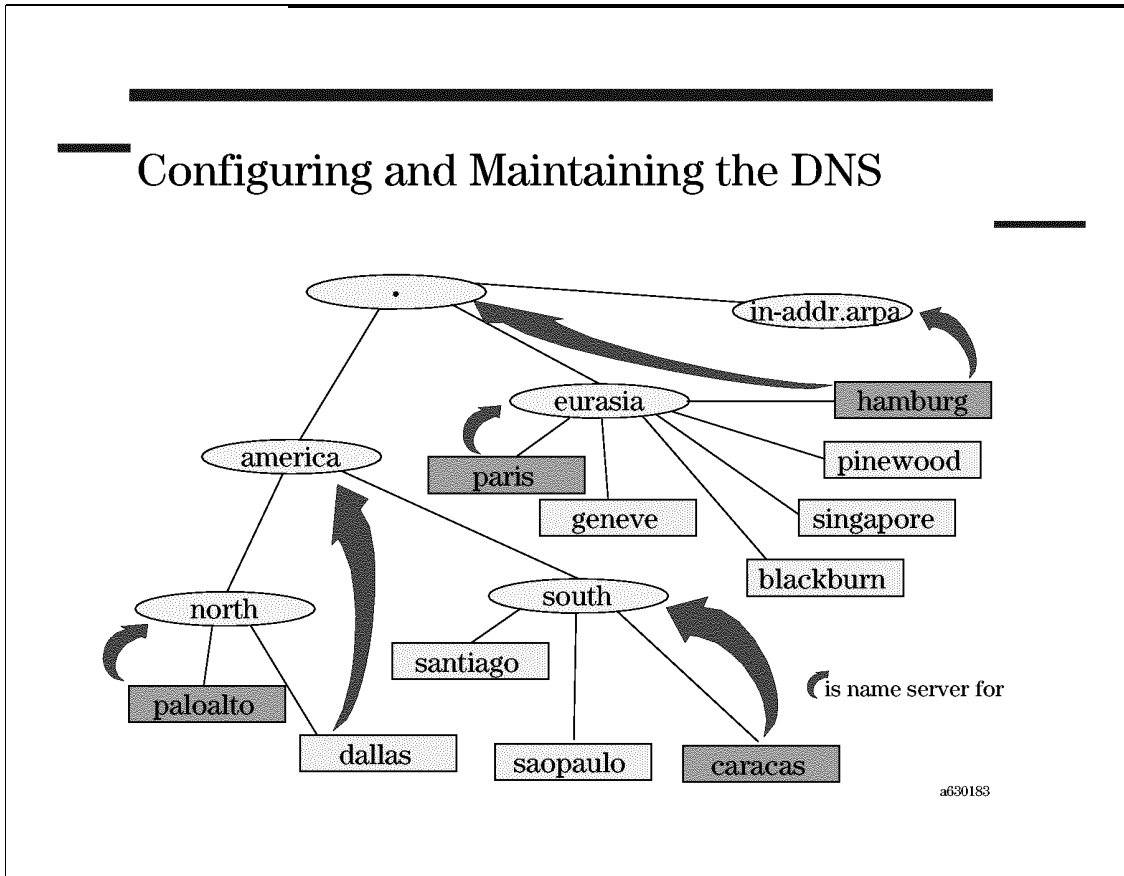 Configuring and Maintaining the DNS
.
in-addr.arpa
hamburg
eurasia
pinewood
america
paris
geneve
singapore
blackburn
north
south
santiago
is name server for
paloalto
dallas
saopaulo
caracas
a630183